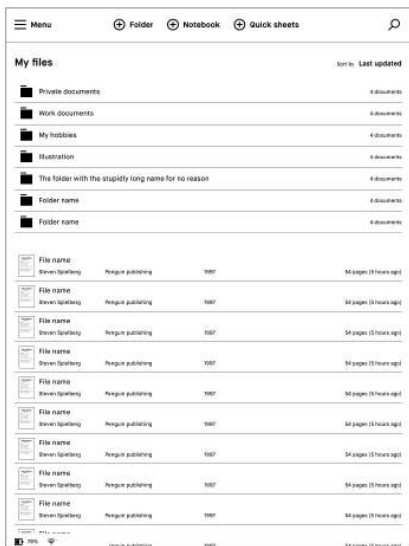 Menu Folder Notebook Quick sheets
My files Sort by Last updated
Private documents 4 documents
Work documents 4 documents
My hobbies 4 documents
Illustration 4 documents
The folder with the stupidly long name for no reason 4 documents
Folder name 4 documents
Folder name 4 documents
File name
Steven Spielberg Penguin publishing 1997 54 pages (5 hours ago)
File name
Steven Spielberg Penguin publishing 1997 54 pages (5 hours ago)
File name
Steven Spielberg Penguin publishing 1997 54 pages (5 hours ago)
File name
Steven Spielberg Penguin publishing 1997 54 pages (5 hours ago)
File name
Steven Spielberg Penguin publishing 1997 54 pages (5 hours ago)
File name
Steven Spielberg Penguin publishing 1997 54 pages (5 hours ago)
File name
Steven Spielberg Penguin publishing 1997 54 pages (5 hours ago)
File name
Steven Spielberg Penguin publishing 1997 54 pages (5 hours ago)
File name
Steven Spielberg Penguin publishing 1997 54 pages (5 hours ago)